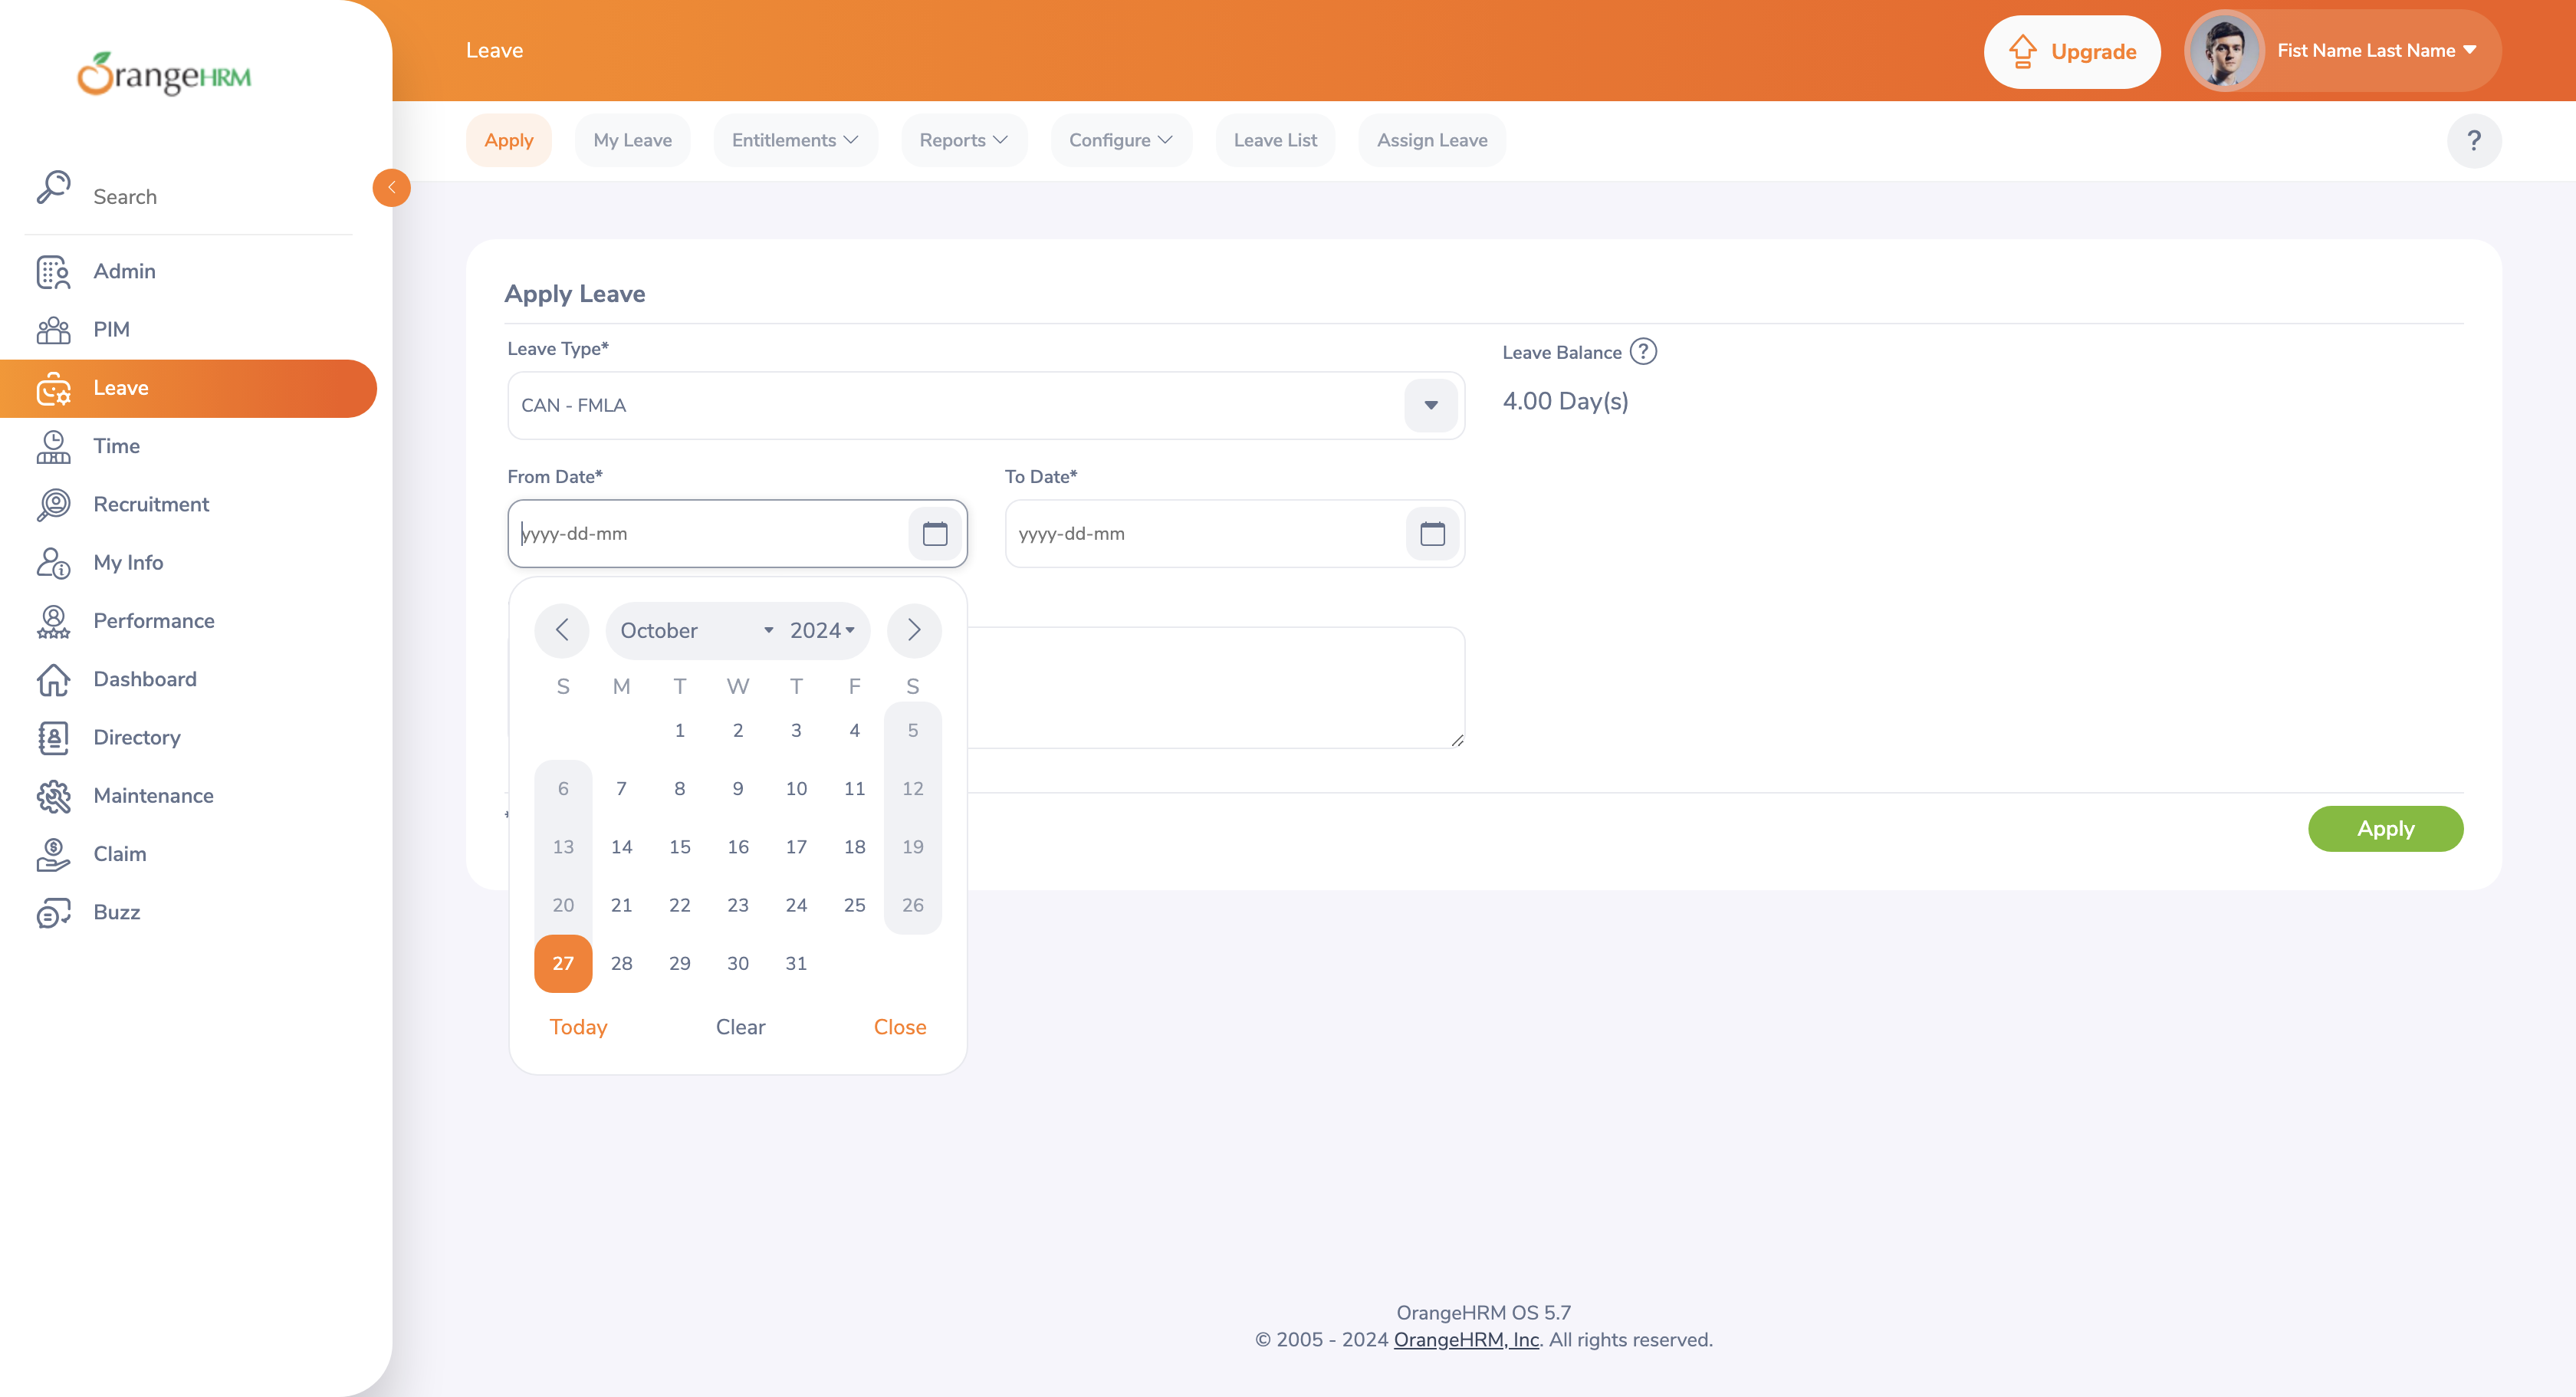 OrangeHRM
Leave
Upgrade
Fist Name Last Name
Apply
My Leave
Entitlements
Reports
Configure
Leave List
Assign Leave
?
Search
Admin
PIM
Leave
Time
Recruitment
My Info
Performance
Dashboard
Directory
Maintenance
Claim
Buzz
Apply Leave
Leave Type*
CAN - FMLA
Leave Balance ?
4.00 Day(s)
From Date*
yyyy-dd-mm
To Date*
yyyy-dd-mm
October 2024
S M T W T F S
1 2 3 4 5
6 7 8 9 10 11 12
13 14 15 16 17 18 19
20 21 22 23 24 25 26
27 28 29 30 31
Today Clear Close
*
Apply
OrangeHRM OS 5.7
© 2005 - 2024 OrangeHRM, Inc. All rights reserved.